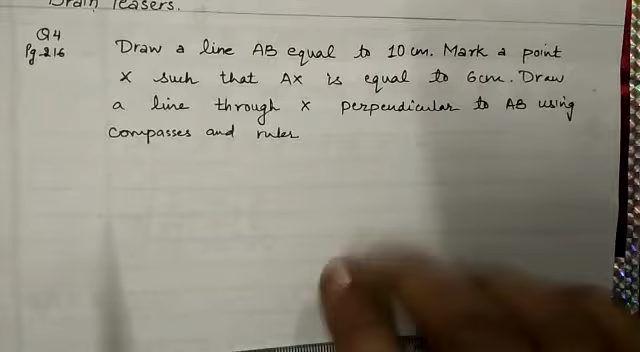 Brain Teasers.
Q4
Pg-216
Draw a line AB equal to 10 cm. Mark a point
X such that AX is equal to 6cm. Draw
a line through X perpendicular to AB using
Compasses and ruler